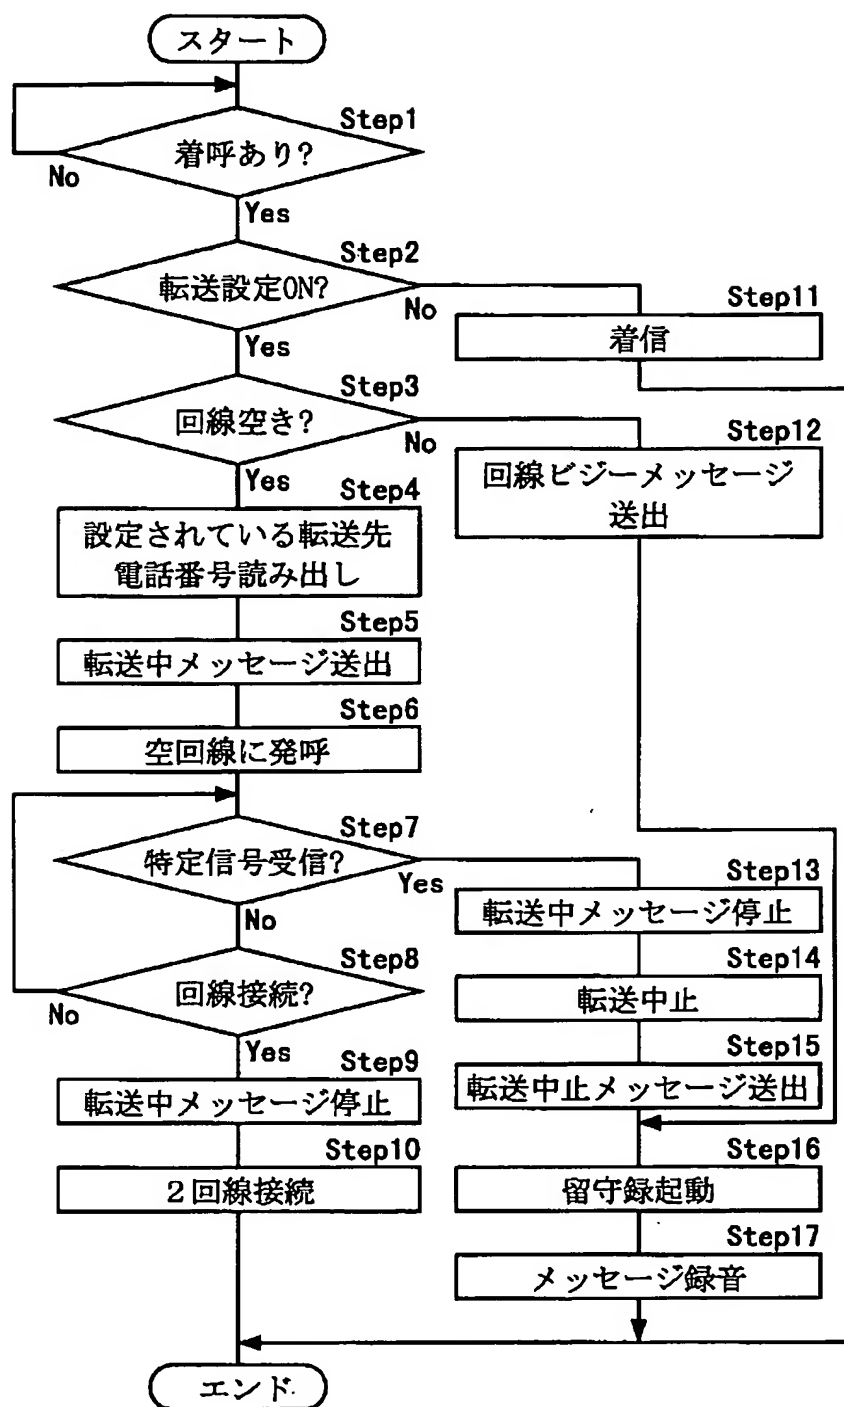 スタート
Step1
着呼あり?
No
Yes
Step2
転送設定ON?
No
Yes
Step11
着信
Step3
回線空き?
No
Yes
Step12
回線ビジーメッセージ
送出
Step4
設定されている転送先
電話番号読み出し
Step5
転送中メッセージ送出
Step6
空回線に発呼
Step7
特定信号受信?
Yes
No
Step8
回線接続?
No
Yes
Step9
転送中メッセージ停止
Step10
2回線接続
Step13
転送中メッセージ停止
Step14
転送中止
Step15
転送中止メッセージ送出
Step16
留守録起動
Step17
メッセージ録音
エンド